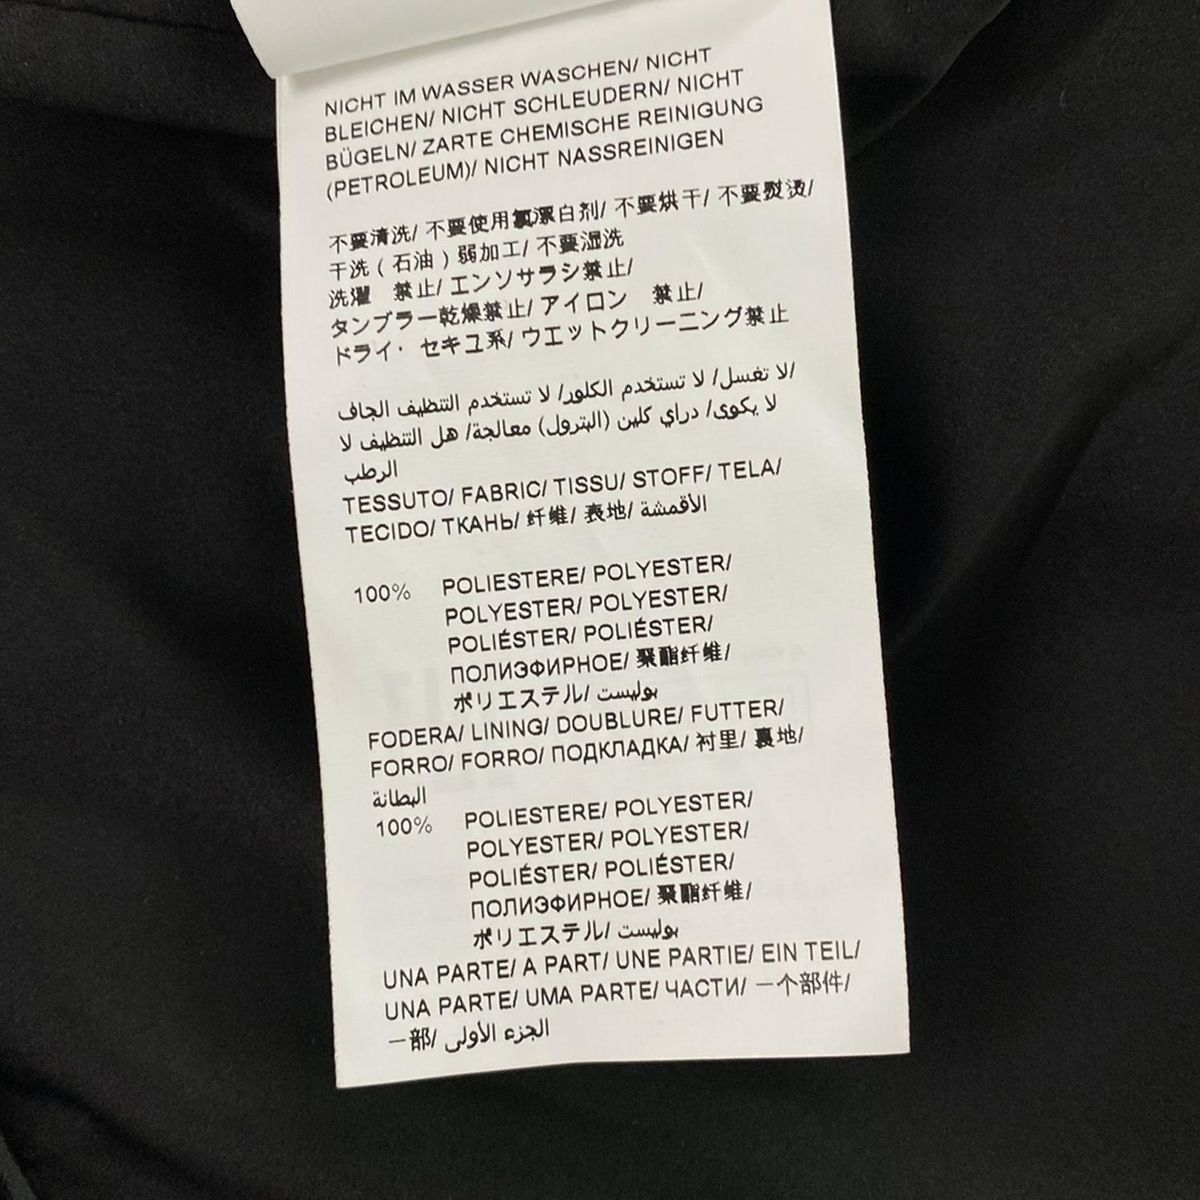 NICHT IM WASSER WASCHEN/ NICHT
BLEICHEN/ NICHT SCHLEUDERN/ NICHT
BÜGELN/ ZARTE CHEMISCHE REINIGUNG
(PETROLEUM)/ NICHT NASSREINIGEN
不要清洗/ 不要使用氯漂白剂/ 不要烘干/ 不要熨烫/
干洗(石油)弱加工/ 不要湿洗
洗濯　禁止/ エンソサラシ禁止/
タンブラー乾燥禁止/ アイロン　禁止/
ドライ・セキユ系/ ウエットクリーニング禁止
لا تغسل/ لا تستخدم الكلور/ لا تستخدم التنظيف الجاف/
لا يكوى/ دراي كلين (البترول) معالجة/ هل التنظيف لا
الرطب
TESSUTO/ FABRIC/ TISSU/ STOFF/ TELA/
TECIDO/ ТКАНЬ/ 纤维/ 表地/ الأقمشة
100% POLIESTERE/ POLYESTER/
POLYESTER/ POLYESTER/
POLIÉSTER/ POLIÉSTER/
ПОЛИЭФИРНОЕ/ 聚酯纤维/
ポリエステル/ بوليست
FODERA/ LINING/ DOUBLURE/ FUTTER/
FORRO/ FORRO/ ПОДКЛАДКА/ 衬里/ 裏地/
البطانة
100% POLIESTERE/ POLYESTER/
POLYESTER/ POLYESTER/
POLIÉSTER/ POLIÉSTER/
ПОЛИЭФИРНОЕ/ 聚酯纤维/
ポリエステル/ بوليست
UNA PARTE/ A PART/ UNE PARTIE/ EIN TEIL/
UNA PARTE/ UMA PARTE/ ЧАСТИ/ 一个部件/
一部/ الجزء الأولى